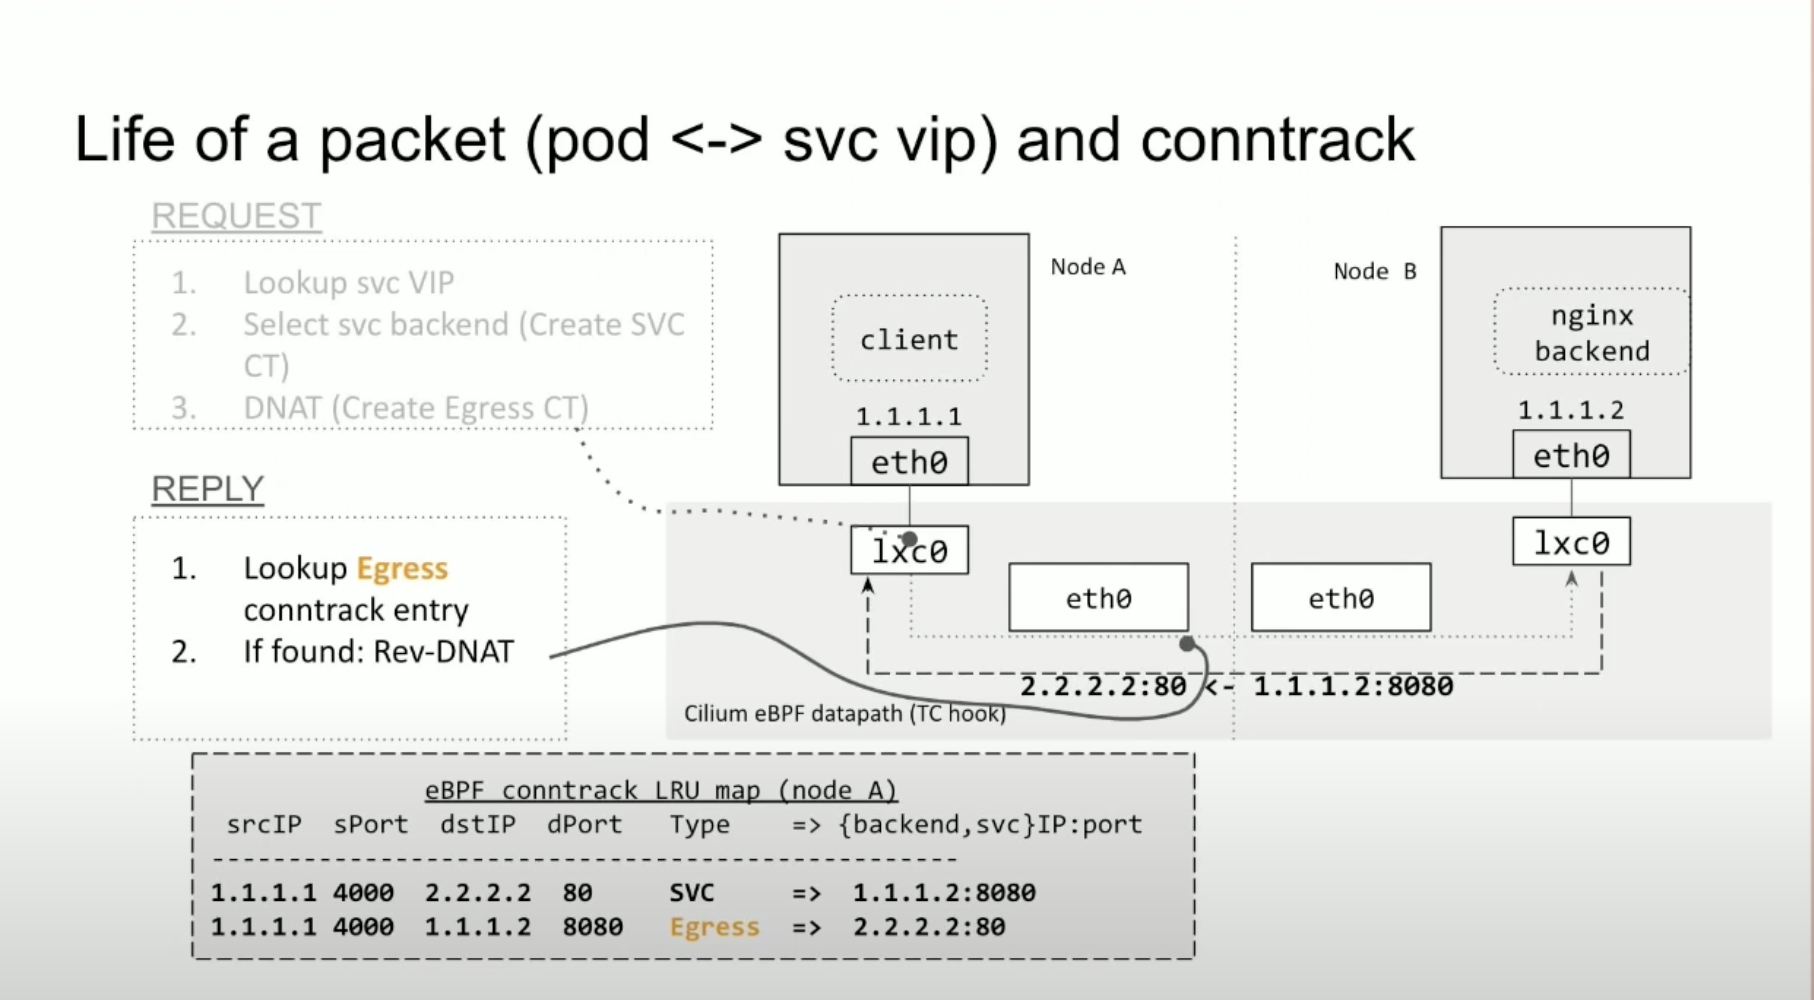 Life of a packet (pod <-> svc vip) and conntrack
REQUEST
1. Lookup svc VIP
2. Select svc backend (Create SVC
CT)
3. DNAT (Create Egress CT)
REPLY
1. Lookup Egress
conntrack entry
2. If found: Rev-DNAT
Node A
client
1.1.1.1
eth0
lxc0
Node B
nginx
backend
1.1.1.2
eth0
lxc0
eth0
eth0
2.2.2.2:80 <- 1.1.1.2:8080
Cilium eBPF datapath (TC hook)
eBPF conntrack LRU map (node A)
srcIP sPort dstIP dPort Type => {backend,svc}IP:port
-------------------------------------------------
1.1.1.1 4000 2.2.2.2 80 SVC => 1.1.1.2:8080
1.1.1.1 4000 1.1.1.2 8080 Egress => 2.2.2.2:80